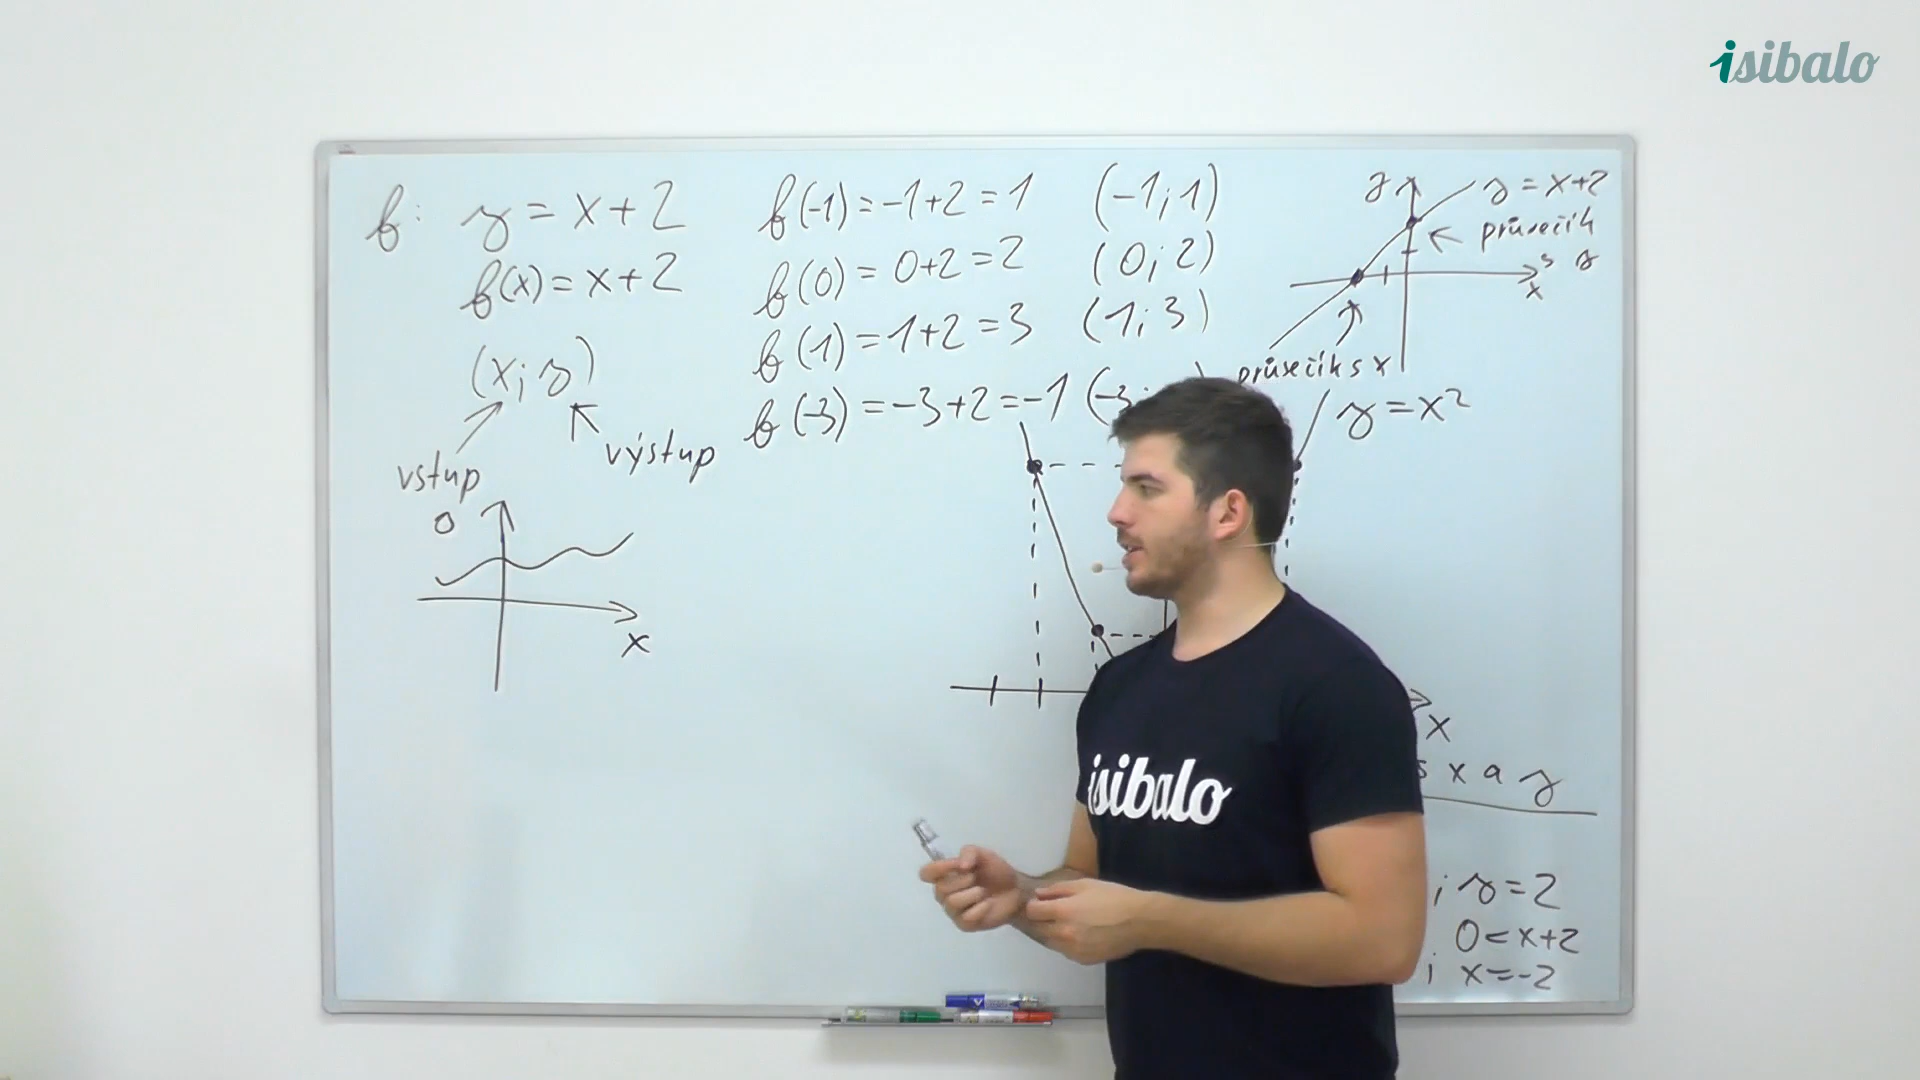 isibalo
f: y = x + 2
f(x) = x + 2
(x; y)
vstup
výstup
x
f(-1) = -1+2 = 1 (-1; 1)
f(0) = 0+2 = 2 (0; 2)
f(1) = 1+2 = 3 (1; 3)
f(-3) = -3+2 = -1 (-3;
y
y = x+2
průsečík
s y
x
průsečík s x
y = x²
x
s x a y
; y = 2
0 = x+2
; x = -2
isibalo